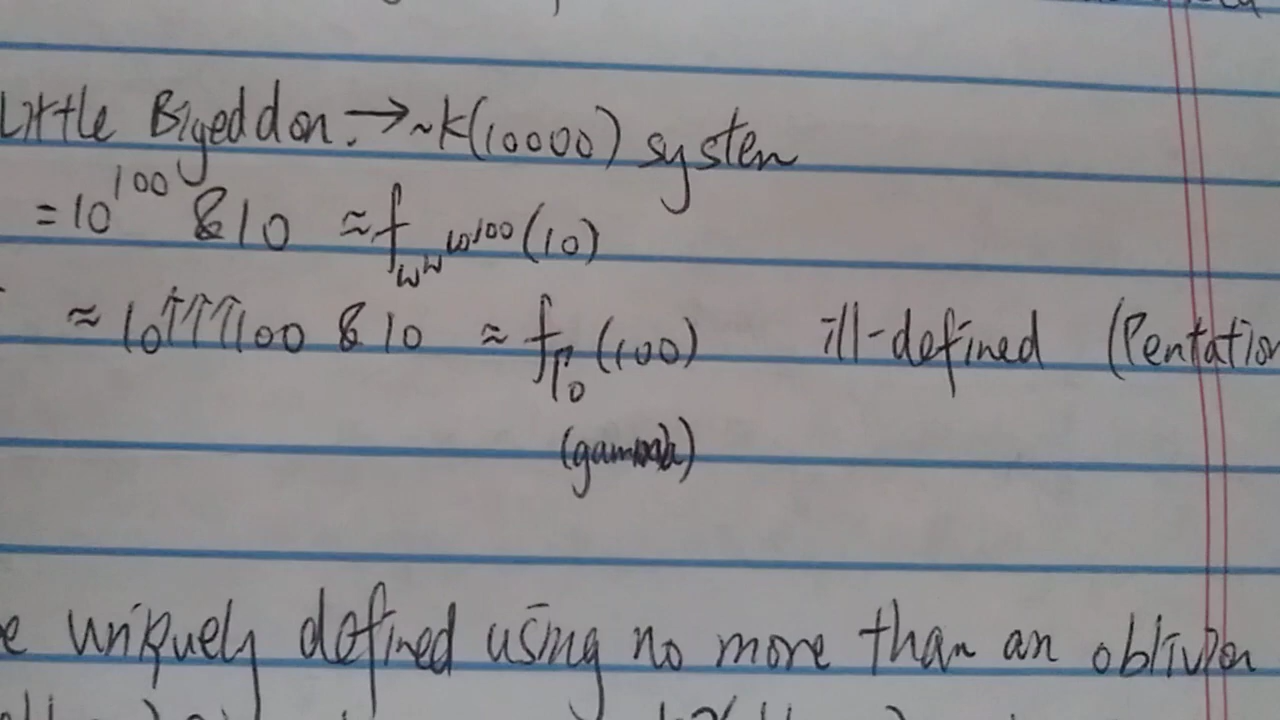 Little Bigeddon. → ~K(10000) system
= 10^100 & 10 ≈ f_ω^ω^ω^100 (10)
≈ 10↑↑↑100 & 10 ≈ f_Γ0 (100) ill-defined (Pentation
(gamma)
e uniquely defined using no more than an oblivion